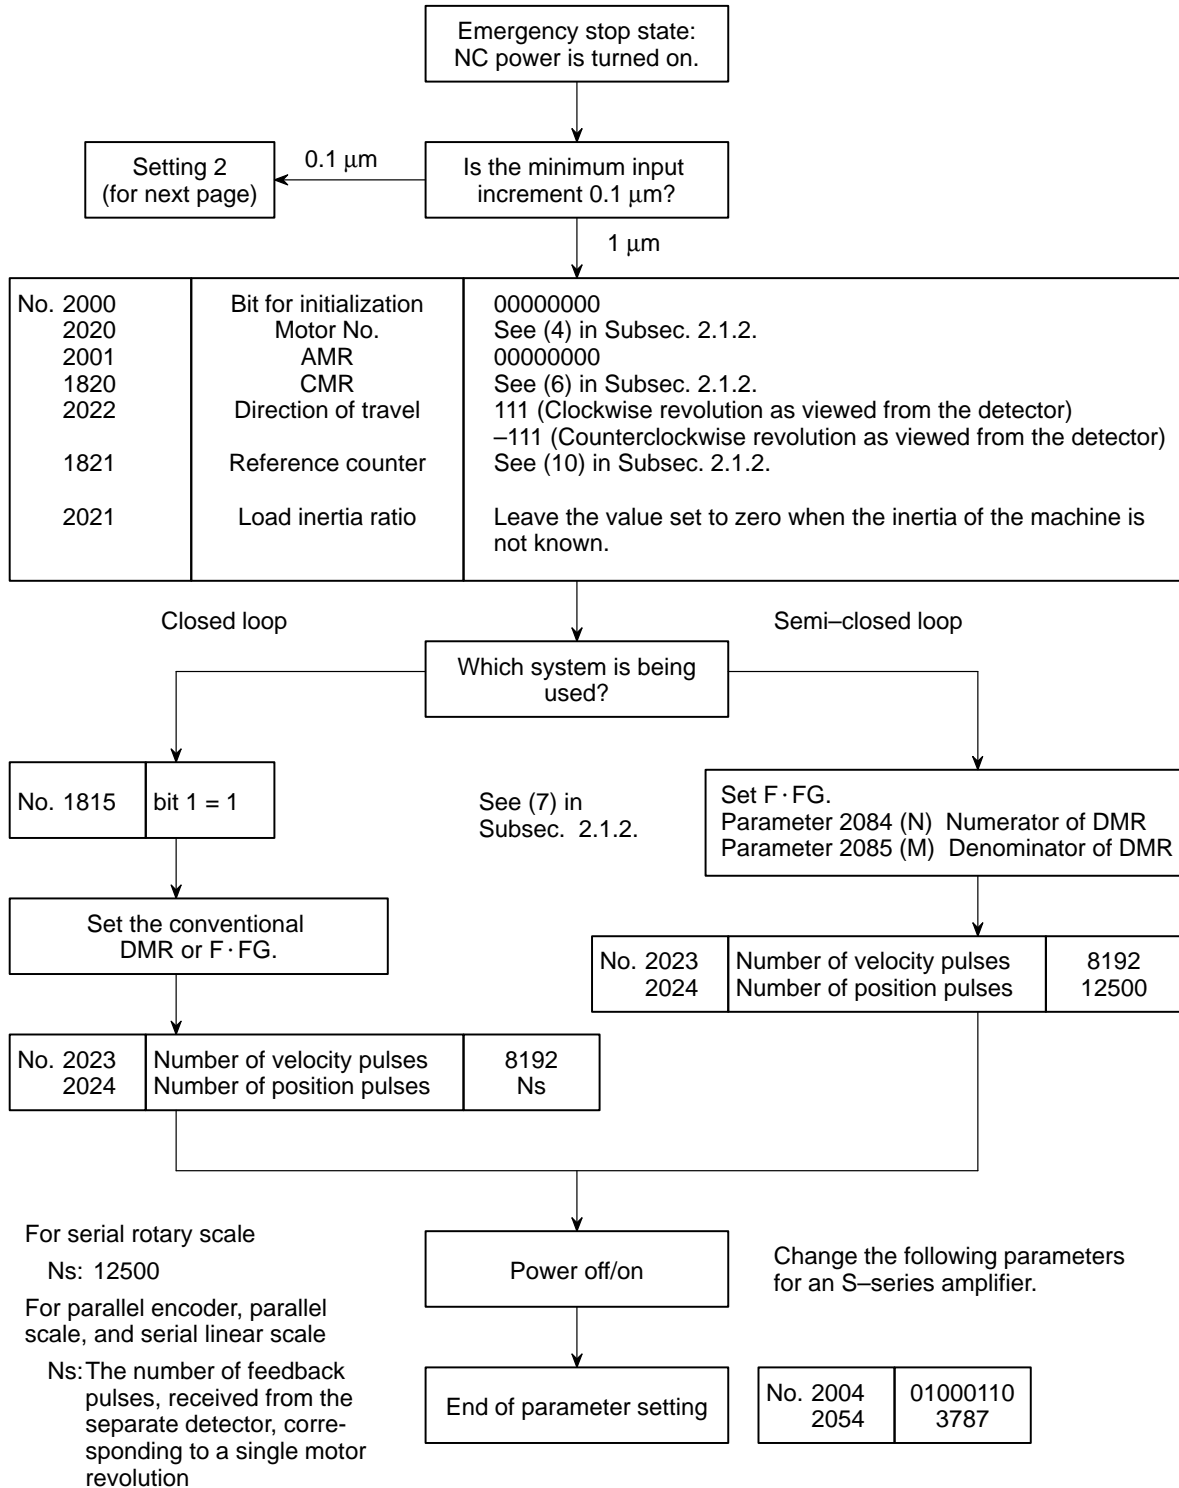 Emergency stop state:
NC power is turned on.
Setting 2
(for next page)
0.1 μm
Is the minimum input
increment 0.1 μm?
1 μm
No. 2000 Bit for initialization 00000000
2020 Motor No. See (4) in Subsec. 2.1.2.
2001 AMR 00000000
1820 CMR See (6) in Subsec. 2.1.2.
2022 Direction of travel 111 (Clockwise revolution as viewed from the detector)
–111 (Counterclockwise revolution as viewed from the detector)
1821 Reference counter See (10) in Subsec. 2.1.2.
2021 Load inertia ratio Leave the value set to zero when the inertia of the machine is
not known.
Closed loop
Semi–closed loop
Which system is being
used?
No. 1815 bit 1 = 1
See (7) in
Subsec. 2.1.2.
Set F·FG.
Parameter 2084 (N) Numerator of DMR
Parameter 2085 (M) Denominator of DMR
Set the conventional
DMR or F·FG.
No. 2023 Number of velocity pulses 8192
2024 Number of position pulses 12500
No. 2023 Number of velocity pulses 8192
2024 Number of position pulses Ns
For serial rotary scale
Ns: 12500
For parallel encoder, parallel
scale, and serial linear scale
Ns: The number of feedback
pulses, received from the
separate detector, corre-
sponding to a single motor
revolution
Power off/on
Change the following parameters
for an S–series amplifier.
End of parameter setting
No. 2004 01000110
2054 3787